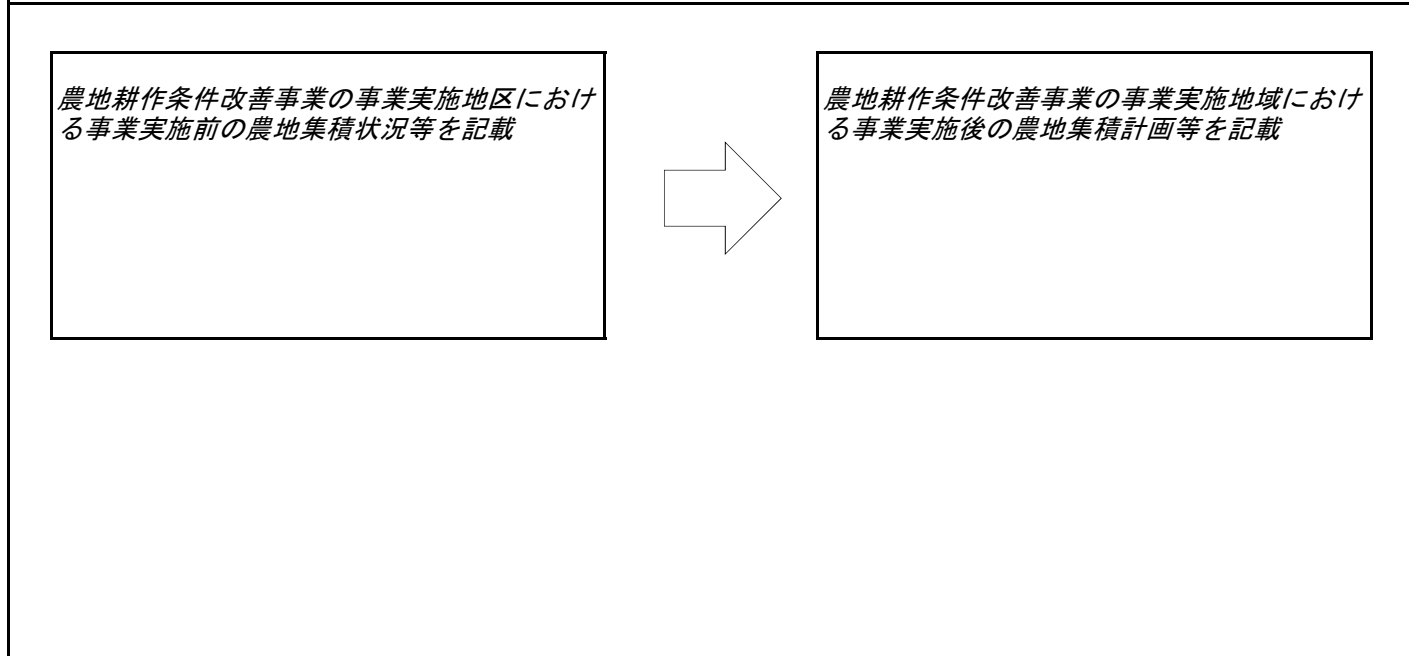 農地耕作条件改善事業の事業実施地区におけ
る事業実施前の農地集積状況等を記載
農地耕作条件改善事業の事業実施地域におけ
る事業実施後の農地集積計画等を記載